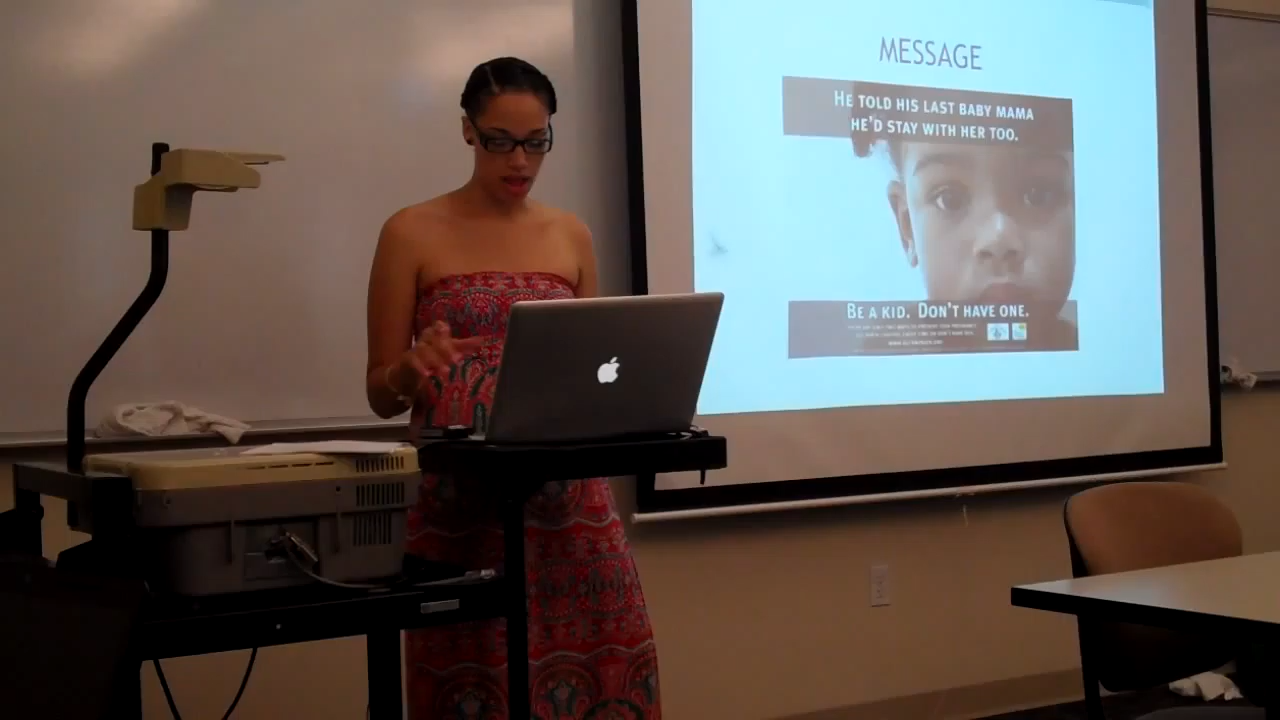 MESSAGE
HE TOLD HIS LAST BABY MAMA
HE'D STAY WITH HER TOO.
BE A KID. DON'T HAVE ONE.